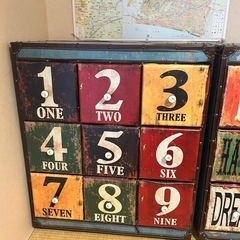 1 2 3
ONE TWO THREE
4 5 6
FOUR FIVE SIX
7 8 9
SEVEN EIGHT NINE